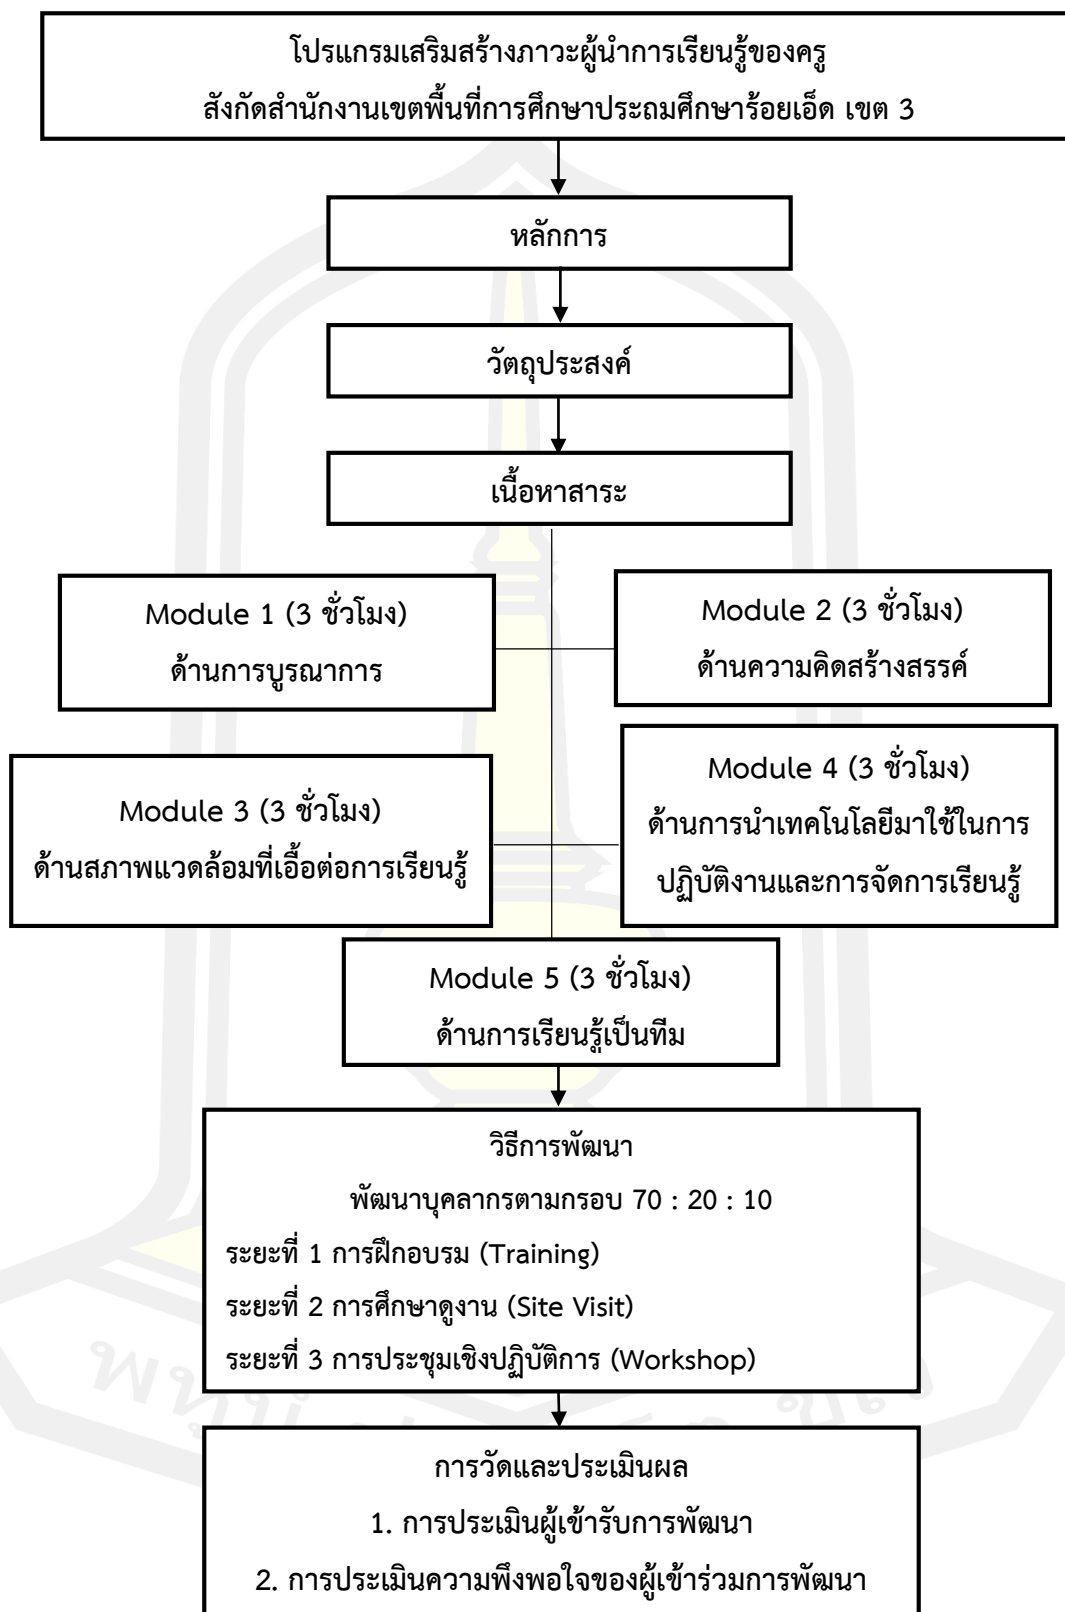 โปรแกรมเสริมสร้างภาวะผู้นำการเรียนรู้ของครู
สังกัดสำนักงานเขตพื้นที่การศึกษาประถมศึกษาร้อยเอ็ด เขต 3
หลักการ
วัตถุประสงค์
เนื้อหาสาระ
Module 1 (3 ชั่วโมง)
ด้านการบูรณาการ
Module 2 (3 ชั่วโมง)
ด้านความคิดสร้างสรรค์
Module 3 (3 ชั่วโมง)
ด้านสภาพแวดล้อมที่เอื้อต่อการเรียนรู้
Module 4 (3 ชั่วโมง)
ด้านการนำเทคโนโลยีมาใช้ในการ
ปฏิบัติงานและการจัดการเรียนรู้
Module 5 (3 ชั่วโมง)
ด้านการเรียนรู้เป็นทีม
วิธีการพัฒนา
พัฒนาบุคลากรตามกรอบ 70 : 20 : 10
ระยะที่ 1 การฝึกอบรม (Training)
ระยะที่ 2 การศึกษาดูงาน (Site Visit)
ระยะที่ 3 การประชุมเชิงปฏิบัติการ (Workshop)
การวัดและประเมินผล
1. การประเมินผู้เข้ารับการพัฒนา
2. การประเมินความพึงพอใจของผู้เข้าร่วมการพัฒนา